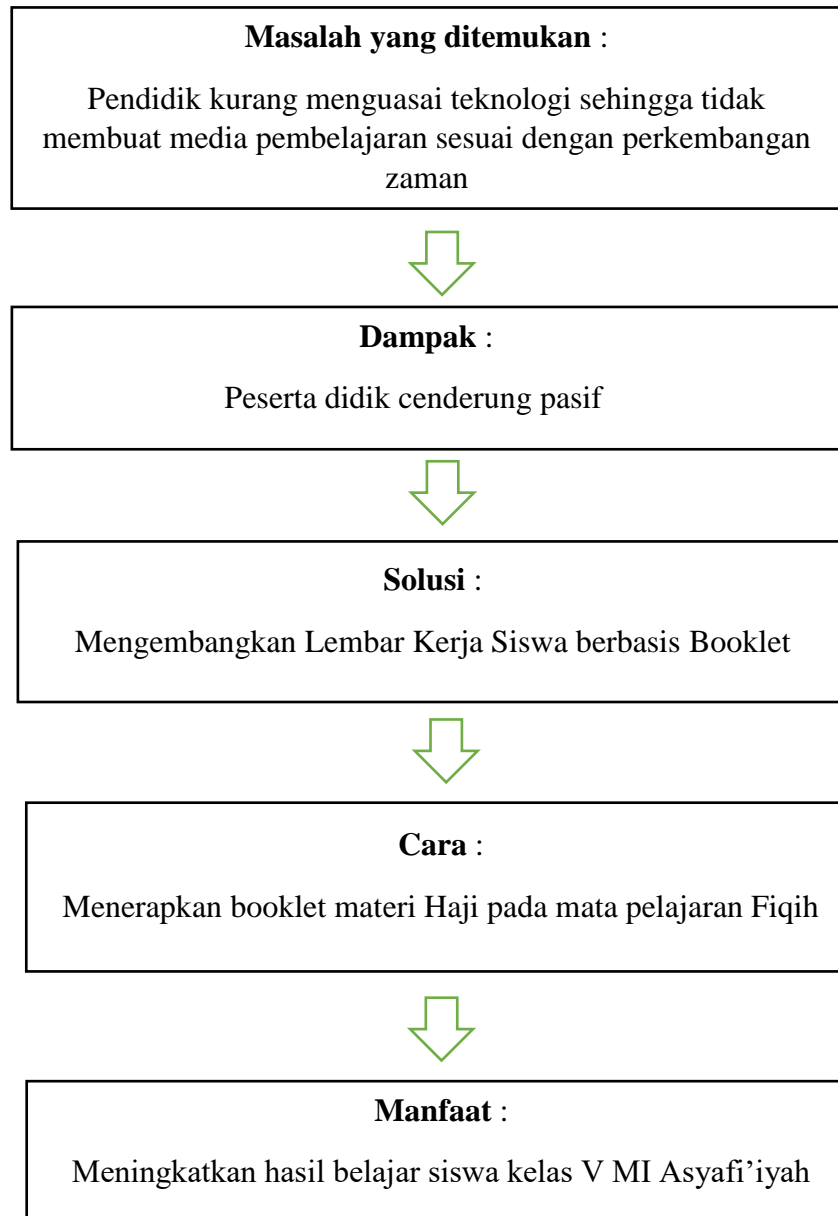 Masalah yang ditemukan :
Pendidik kurang menguasai teknologi sehingga tidak
membuat media pembelajaran sesuai dengan perkembangan
zaman
Dampak :
Peserta didik cenderung pasif
Solusi :
Mengembangkan Lembar Kerja Siswa berbasis Booklet
Cara :
Menerapkan booklet materi Haji pada mata pelajaran Fiqih
Manfaat :
Meningkatkan hasil belajar siswa kelas V MI Asyafi’iyah